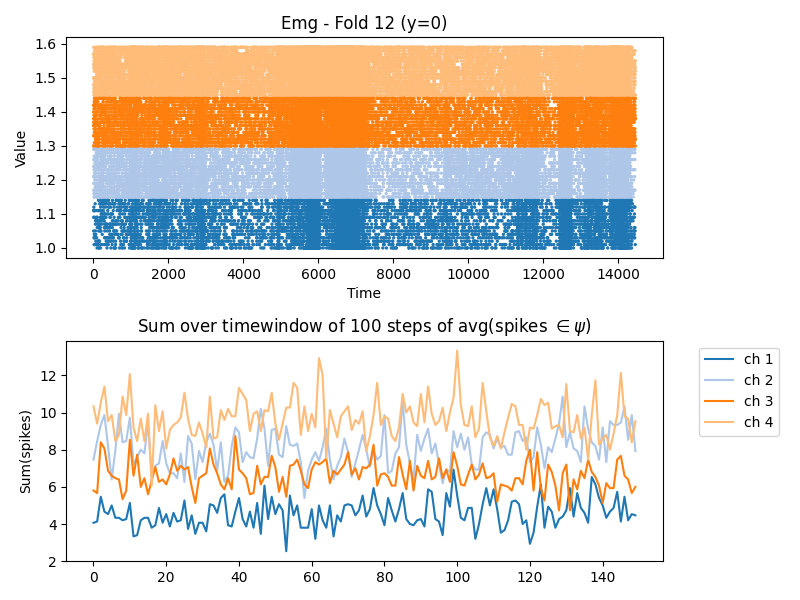 Emg - Fold 12 (y=0)
Value
1.6
1.5
1.4
1.3
1.2
1.1
1.0
0 2000 4000 6000 8000 10000 12000 14000
Time
Sum over timewindow of 100 steps of avg(spikes ∈ ψ)
Sum(spikes)
12
10
8
6
4
2
0 20 40 60 80 100 120 140
ch 1
ch 2
ch 3
ch 4